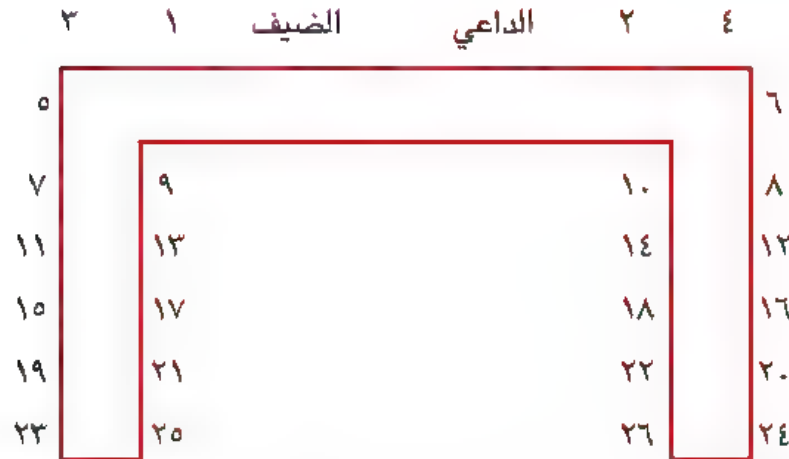 ٤ ٢ الداعي الضيف ١ ٣
٦ ٥
٨ ١٠ ٩ ٧
١٢ ١٤ ١٣ ١١
١٦ ١٨ ١٧ ١٥
٢٠ ٢٢ ٢١ ١٩
٢٤ ٢٦ ٢٥ ٢٣